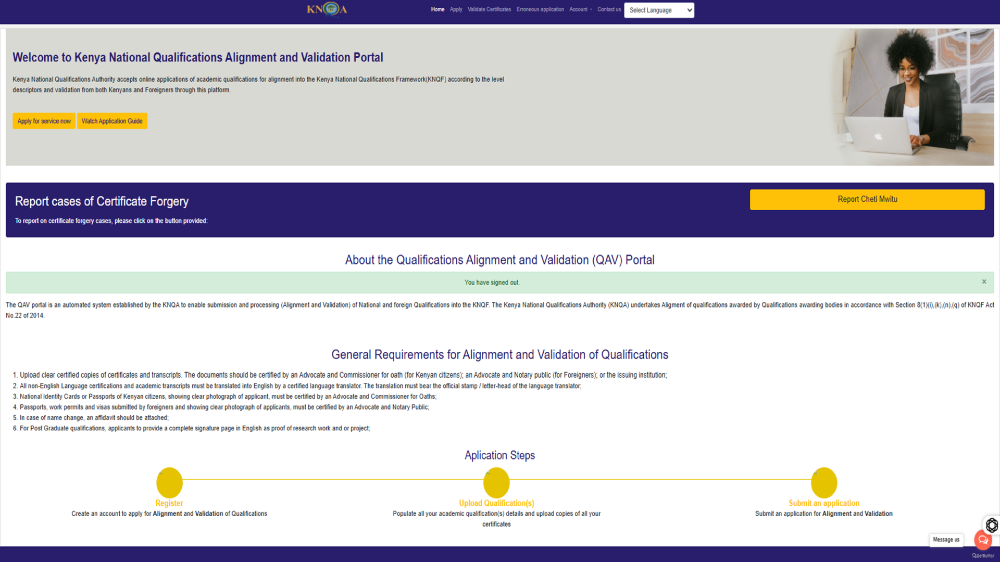 KNQA
Home Apply Validate Certificates Erroneous application Account Contact us Select Language
Welcome to Kenya National Qualifications Alignment and Validation Portal
Kenya National Qualifications Authority accepts online applications of academic qualifications for alignment into the Kenya National Qualifications Framework(KNQF) according to the level
descriptors and validation from both Kenyans and Foreigners through this platform.
Apply for service now Watch Application Guide
Report cases of Certificate Forgery
Report Cheti Mwitu
To report on certificate forgery cases, please click on the button provided:
About the Qualifications Alignment and Validation (QAV) Portal
You have signed out. ×
The QAV portal is an automated system established by the KNQA to enable submission and processing (Alignment and Validation) of National and foreign Qualifications into the KNQF. The Kenya National Qualifications Authority (KNQA) undertakes Aligment of qualifications awarded by Qualifications awarding bodies in accordance with Section 8(1)(i),(k),(n),(q) of KNQF Act
No.22 of 2014.
General Requirements for Alignment and Validation of Qualifications
1. Upload clear certified copies of certificates and transcripts. The documents should be certified by an Advocate and Commissioner for oath (for Kenyan citizens); an Advocate and Notary public (for Foreigners); or the issuing institution;
2. All non-English Language certifications and academic transcripts must be translated into English by a certified language translator. The translation must bear the official stamp / letter-head of the language translator;
3. National Identity Cards or Passports of Kenyan citizens, showing clear photograph of applicant, must be certified by an Advocate and Commissioner for Oaths;
4. Passports, work permits and visas submitted by foreigners and showing clear photograph of applicants, must be certified by an Advocate and Notary Public;
5. In case of name change, an affidavit should be attached;
6. For Post Graduate qualifications, applicants to provide a complete signature page in English as proof of research work and or project;
Aplication Steps
Register
Create an account to apply for Alignment and Validation of Qualifications
Upload Qualification(s)
Populate all your academic qualification(s) details and upload copies of all your
certificates
Submit an application
Submit an application for Alignment and Validation
Message us
GetButton